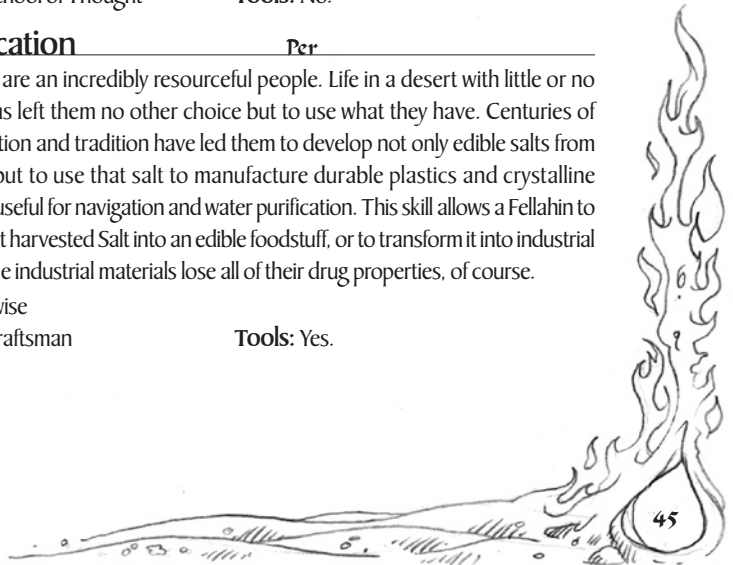 School of Thought Tools: No.
cation Per
are an incredibly resourceful people. Life in a desert with little or no
as left them no other choice but to use what they have. Centuries of
tion and tradition have led them to develop not only edible salts from
but to use that salt to manufacture durable plastics and crystalline
useful for navigation and water purification. This skill allows a Fellahin to
t harvested Salt into an edible foodstuff, or to transform it into industrial
e industrial materials lose all of their drug properties, of course.
wise
raftsman Tools: Yes.
45